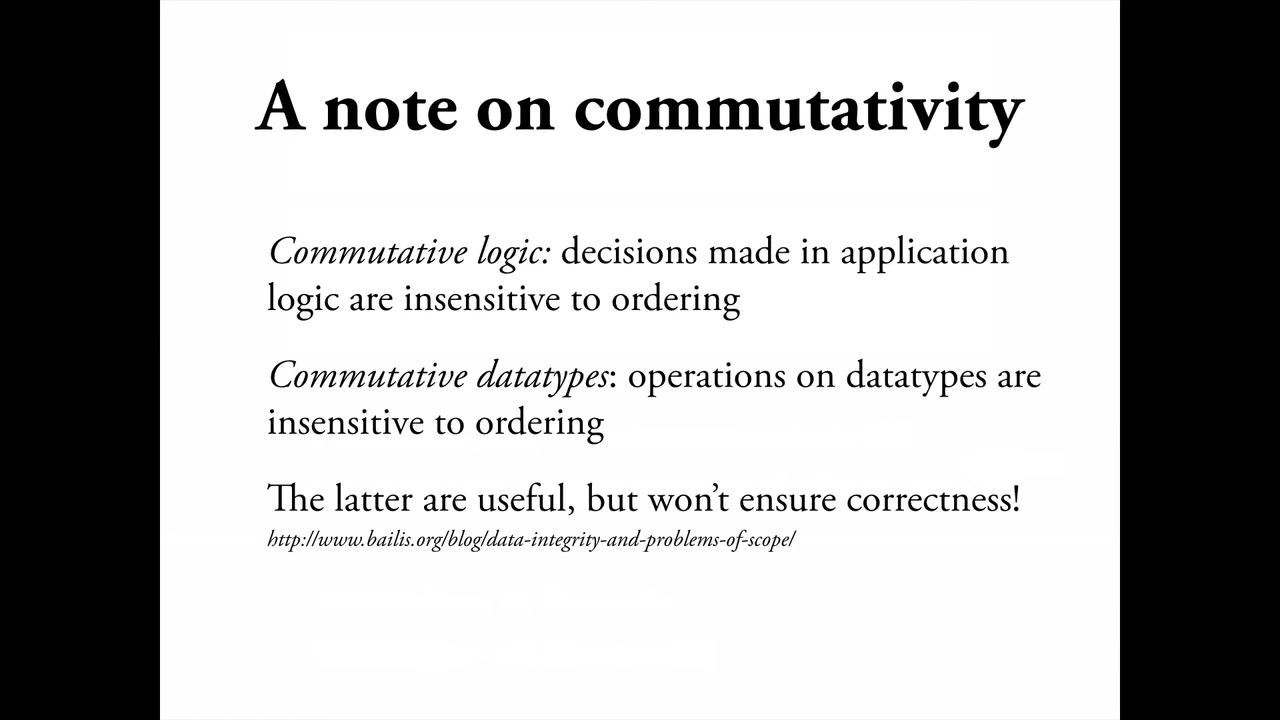 A note on commutativity
Commutative logic: decisions made in application
logic are insensitive to ordering
Commutative datatypes: operations on datatypes are
insensitive to ordering
The latter are useful, but won’t ensure correctness!
http://www.bailis.org/blog/data-integrity-and-problems-of-scope/